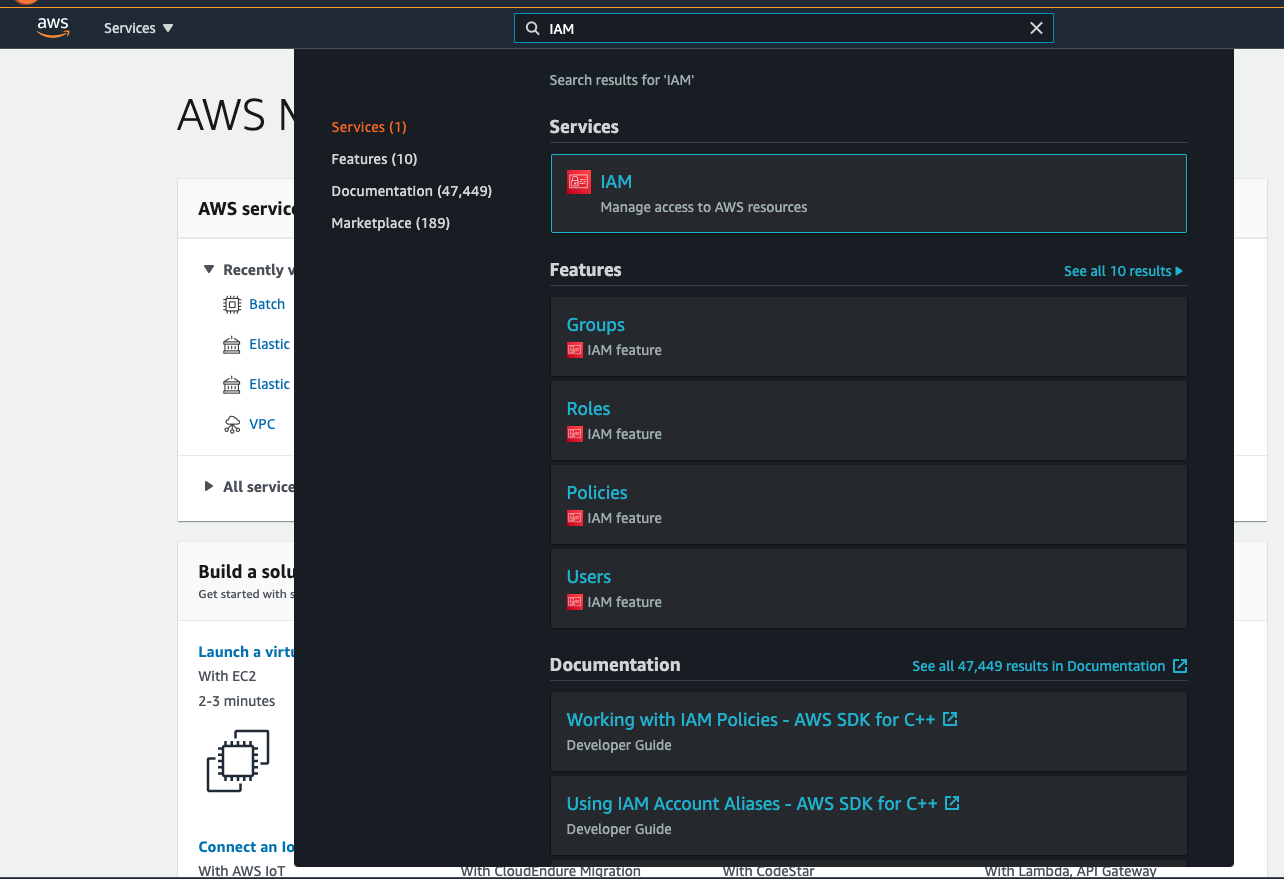 aws
Services ▼
IAM
Search results for 'IAM'
Services (1)
Features (10)
Documentation (47,449)
Marketplace (189)
Services
IAM
Manage access to AWS resources
Features
See all 10 results
Groups
IAM feature
Roles
IAM feature
Policies
IAM feature
Users
IAM feature
Documentation
See all 47,449 results in Documentation
Working with IAM Policies - AWS SDK for C++
Developer Guide
Using IAM Account Aliases - AWS SDK for C++
Developer Guide
AWS
AWS
Recently
Batch
Elastic
Elastic
VPC
All service
Build a
Get started with
Launch a
With EC2
2-3 minutes
Connect an
With AWS IoT
With CloudEndure Migration
With CodeStar
With Lambda, API Gateway